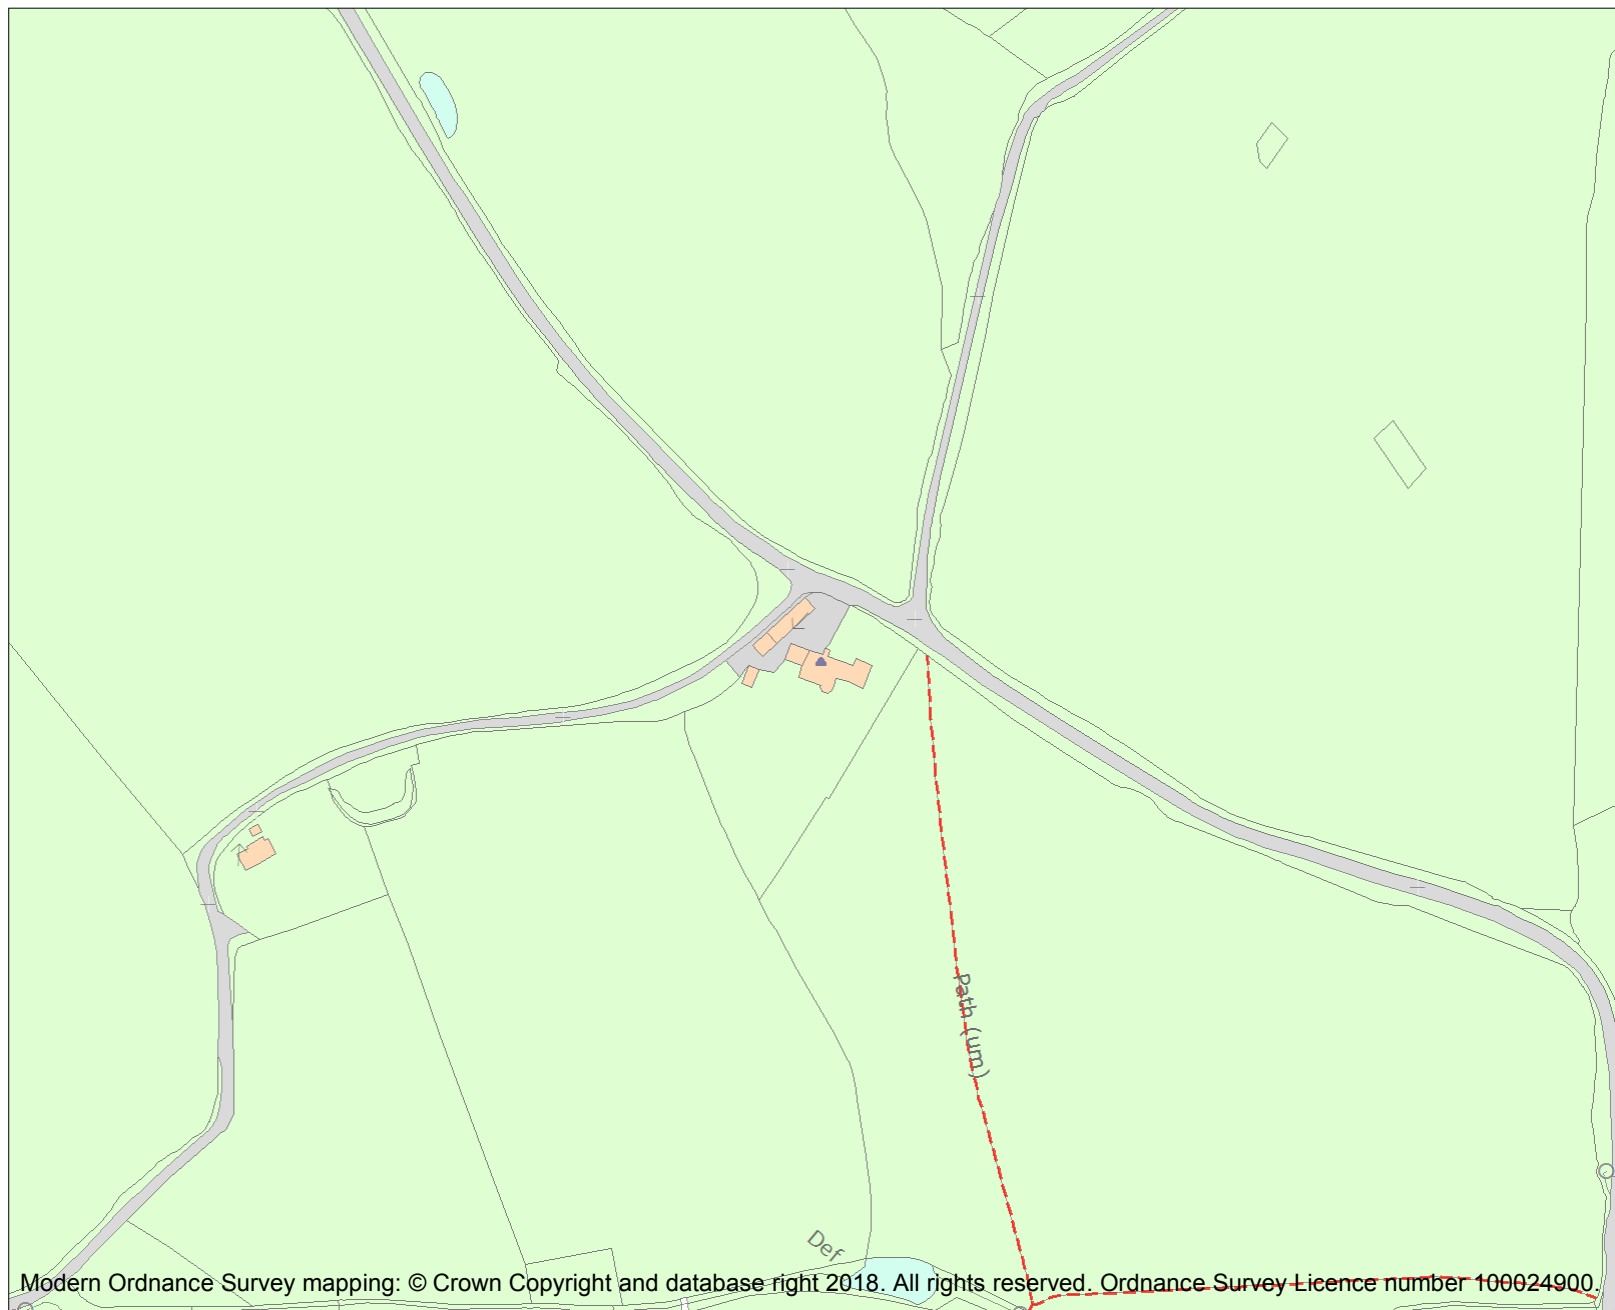 Path (um)
Def
Modern Ordnance Survey mapping: © Crown Copyright and database right 2018. All rights reserved. Ordnance Survey Licence number 100024900.